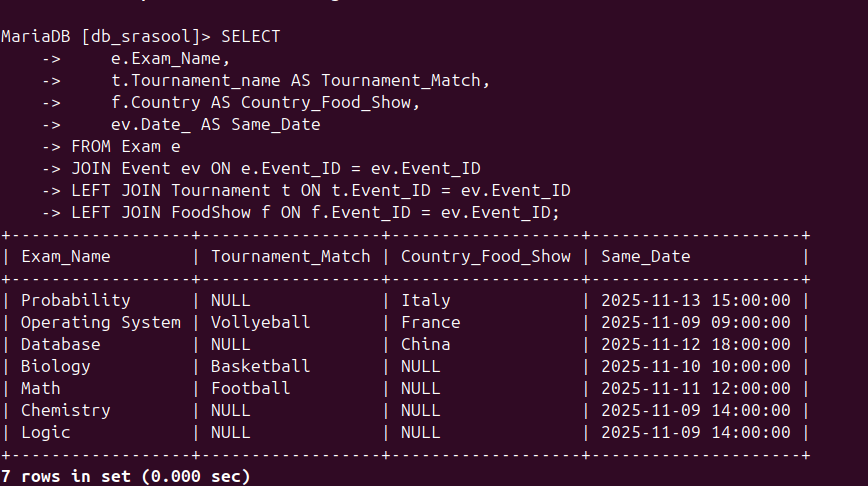 MariaDB [db_srasool]> SELECT
    ->     e.Exam_Name,
    ->     t.Tournament_name AS Tournament_Match,
    ->     f.Country AS Country_Food_Show,
    ->     ev.Date_ AS Same_Date
    -> FROM Exam e
    -> JOIN Event ev ON e.Event_ID = ev.Event_ID
    -> LEFT JOIN Tournament t ON t.Event_ID = ev.Event_ID
    -> LEFT JOIN FoodShow f ON f.Event_ID = ev.Event_ID;
+------------------+------------------+-------------------+---------------------+
| Exam_Name        | Tournament_Match | Country_Food_Show | Same_Date           |
+------------------+------------------+-------------------+---------------------+
| Probability      | NULL             | Italy             | 2025-11-13 15:00:00 |
| Operating System | Vollyeball       | France            | 2025-11-09 09:00:00 |
| Database         | NULL             | China             | 2025-11-12 18:00:00 |
| Biology          | Basketball       | NULL              | 2025-11-10 10:00:00 |
| Math             | Football         | NULL              | 2025-11-11 12:00:00 |
| Chemistry        | NULL             | NULL              | 2025-11-09 14:00:00 |
| Logic            | NULL             | NULL              | 2025-11-09 14:00:00 |
+------------------+------------------+-------------------+---------------------+
7 rows in set (0.000 sec)